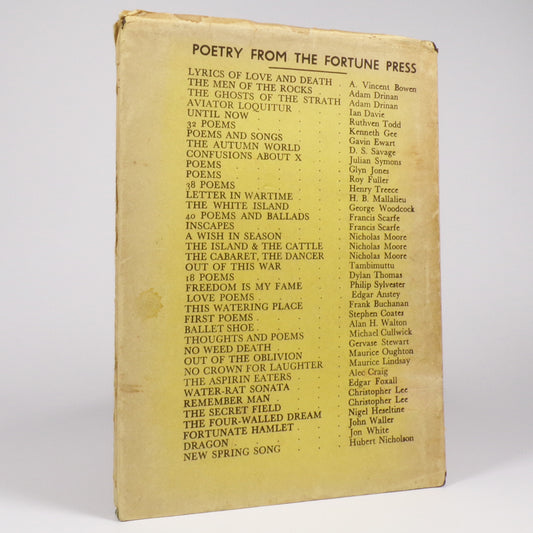 POETRY FROM THE FORTUNE PRESS
LYRICS OF LOVE AND DEATH . A. Vincent Bowen
THE MEN OF THE ROCKS . Adam Drinan
THE GHOSTS OF THE STRATH . Adam Drinan
AVIATOR LOQUITUR . Ian Davie
UNTIL NOW . Ruthven Todd
32 POEMS . Kenneth Gee
POEMS AND SONGS . Gavin Ewart
THE AUTUMN WORLD . D. S. Savage
CONFUSIONS ABOUT X . Julian Symons
POEMS . Glyn Jones
POEMS . Roy Fuller
38 POEMS . Henry Treece
LETTER IN WARTIME . H. B. Mallalieu
THE WHITE ISLAND . George Woodcock
40 POEMS AND BALLADS . Francis Scarfe
INSCAPES . Francis Scarfe
A WISH IN SEASON . Nicholas Moore
THE ISLAND & THE CATTLE . Nicholas Moore
THE CABARET, THE DANCER . Nicholas Moore
OUT OF THIS WAR . Tambimuttu
18 POEMS . Dylan Thomas
FREEDOM IS MY FAME . Philip Sylvester
LOVE POEMS . Edgar Anstey
THIS WATERING PLACE . Frank Buchanan
FIRST POEMS . Stephen Coates
BALLET SHOE . Alan H. Walton
THOUGHTS AND POEMS . Michael Cullwick
NO WEED DEATH . Gervase Stewart
OUT OF THE OBLIVION . Maurice Oughton
NO CROWN FOR LAUGHTER . Maurice Lindsay
THE ASPIRIN EATERS . Alec Craig
WATER-RAT SONATA . Edgar Foxall
REMEMBER MAN . Christopher Lee
THE SECRET FIELD . Christopher Lee
THE FOUR-WALLED DREAM . Nigel Heseltine
FORTUNATE HAMLET . John Waller
DRAGON . Jon White
NEW SPRING SONG . Hubert Nicholson